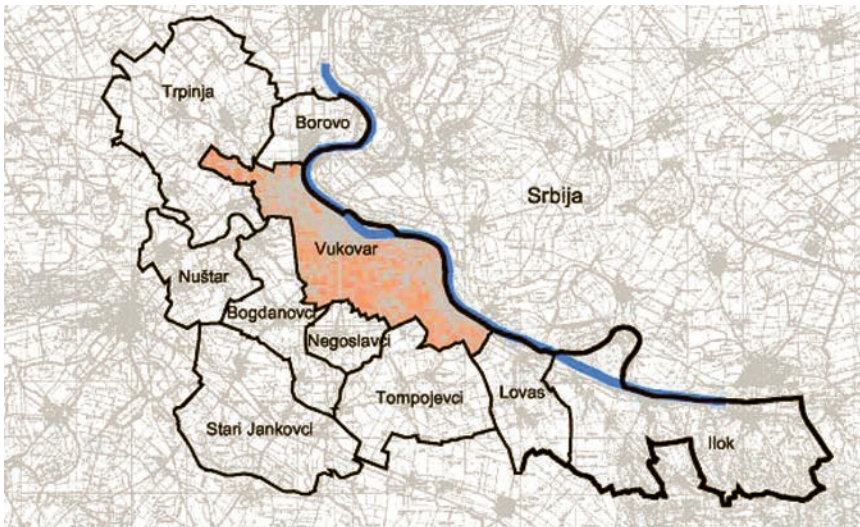 Trpinja
Borovo
Srbija
Vukovar
Nuštar
Bogdanovci
Negoslavci
Tompojevci
Lovas
Stari Jankovci
Ilok